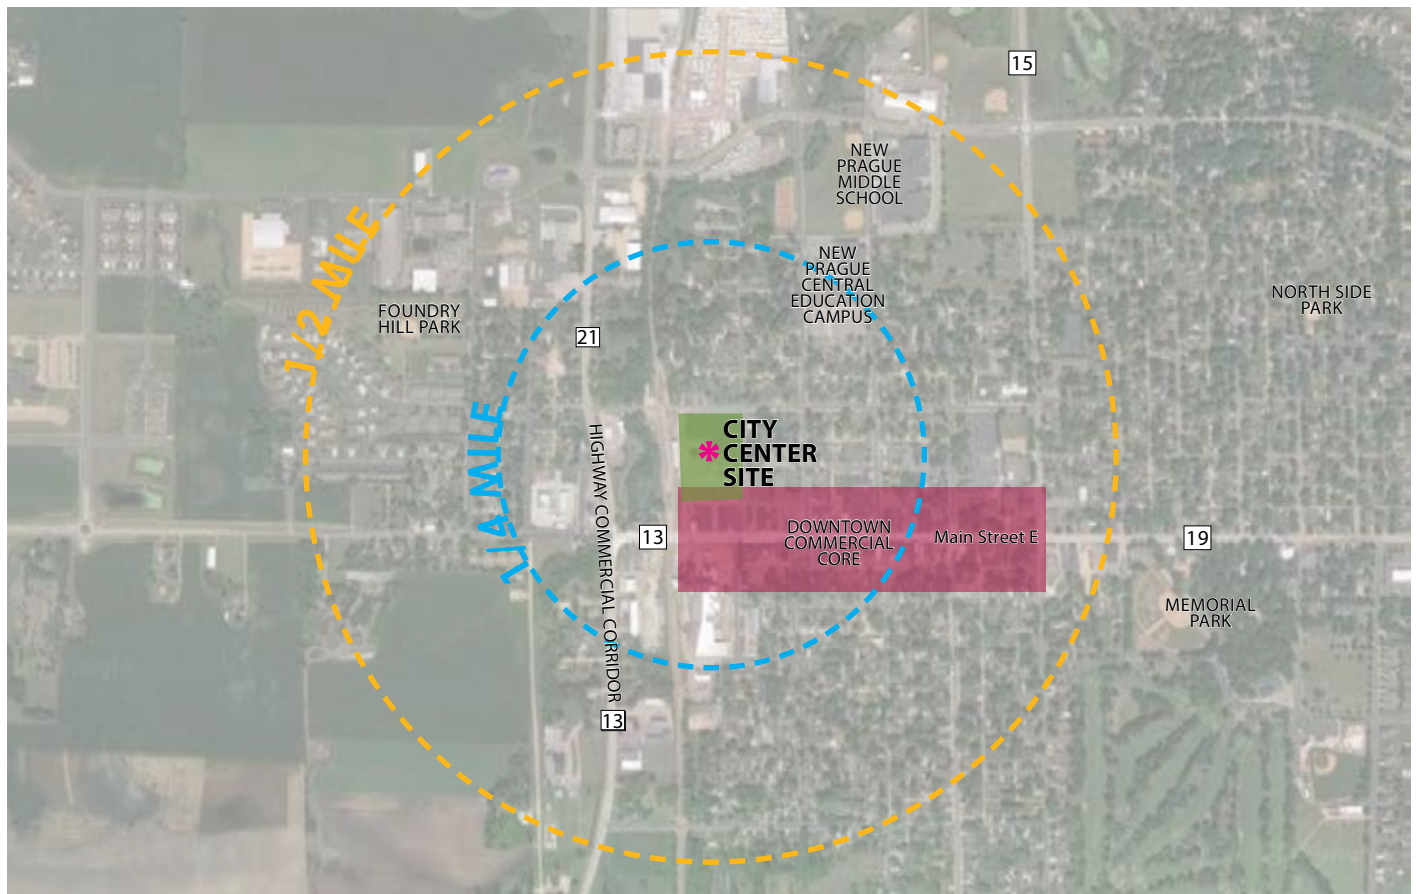 15
NEW
PRAGUE
MIDDLE
SCHOOL
1/2 MILE
NEW
PRAGUE
CENTRAL
EDUCATION
CAMPUS
NORTH SIDE
PARK
FOUNDRY
HILL PARK
21
1/4 MILE
CITY
CENTER
SITE
HIGHWAY COMMERCIAL CORRIDOR
13
DOWNTOWN
COMMERCIAL
CORE
Main Street E
19
MEMORIAL
PARK
13